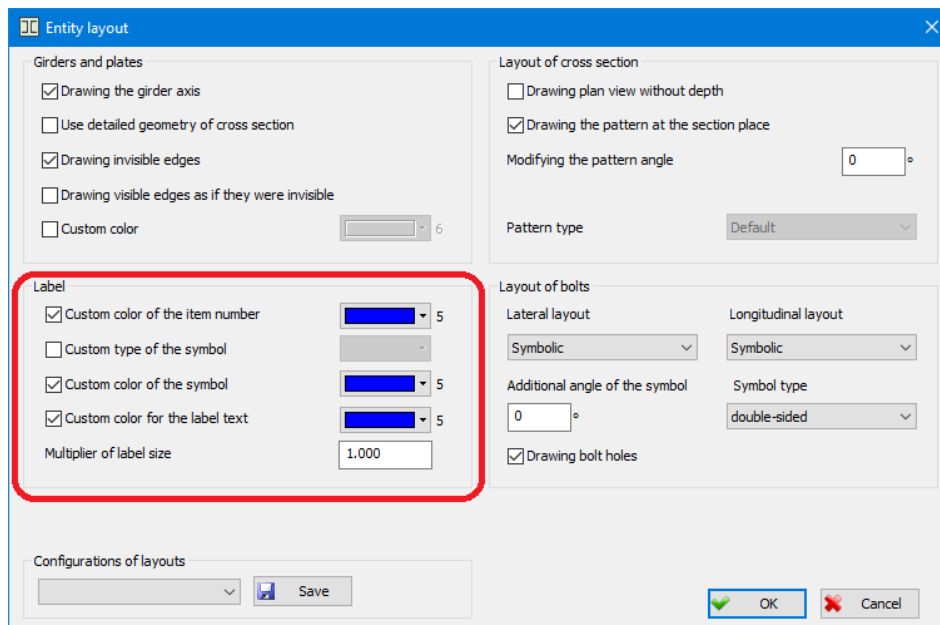 Entity layout
Girders and plates
Drawing the girder axis
Use detailed geometry of cross section
Drawing invisible edges
Drawing visible edges as if they were invisible
Custom color
6
Layout of cross section
Drawing plan view without depth
Drawing the pattern at the section place
Modifying the pattern angle
0
°
Pattern type
Default
Label
Custom color of the item number
5
Custom type of the symbol
Custom color of the symbol
5
Custom color for the label text
5
Multiplier of label size
1.000
Layout of bolts
Lateral layout
Longitudinal layout
Symbolic
Symbolic
Additional angle of the symbol
Symbol type
0
°
double-sided
Drawing bolt holes
Configurations of layouts
Save
OK
Cancel